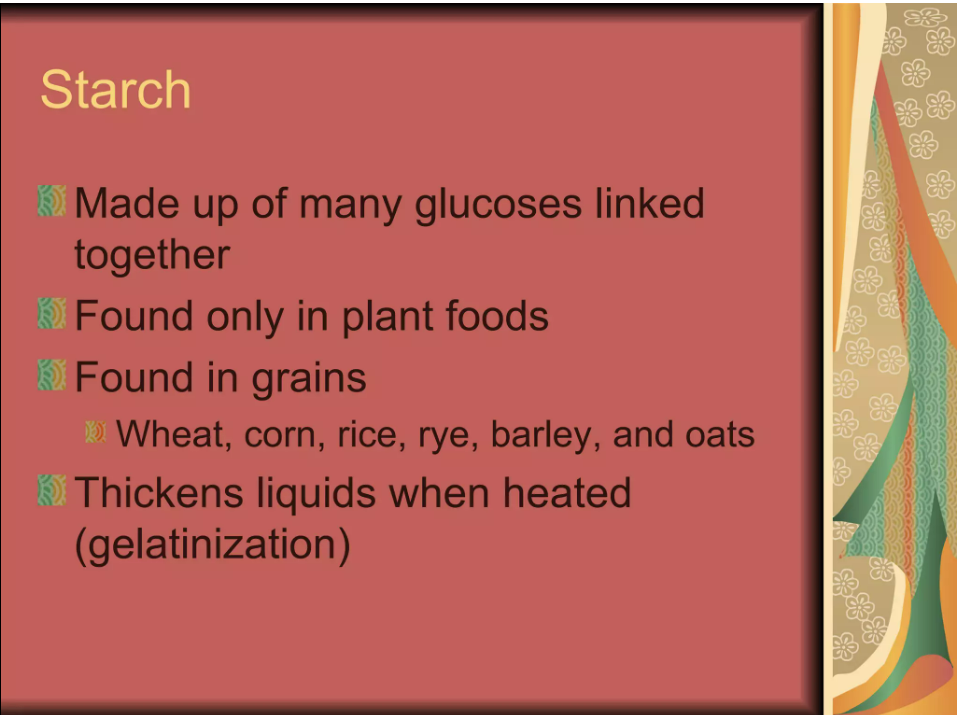 Starch
Made up of many glucoses linked
together
Found only in plant foods
Found in grains
Wheat, corn, rice, rye, barley, and oats
Thickens liquids when heated
(gelatinization)